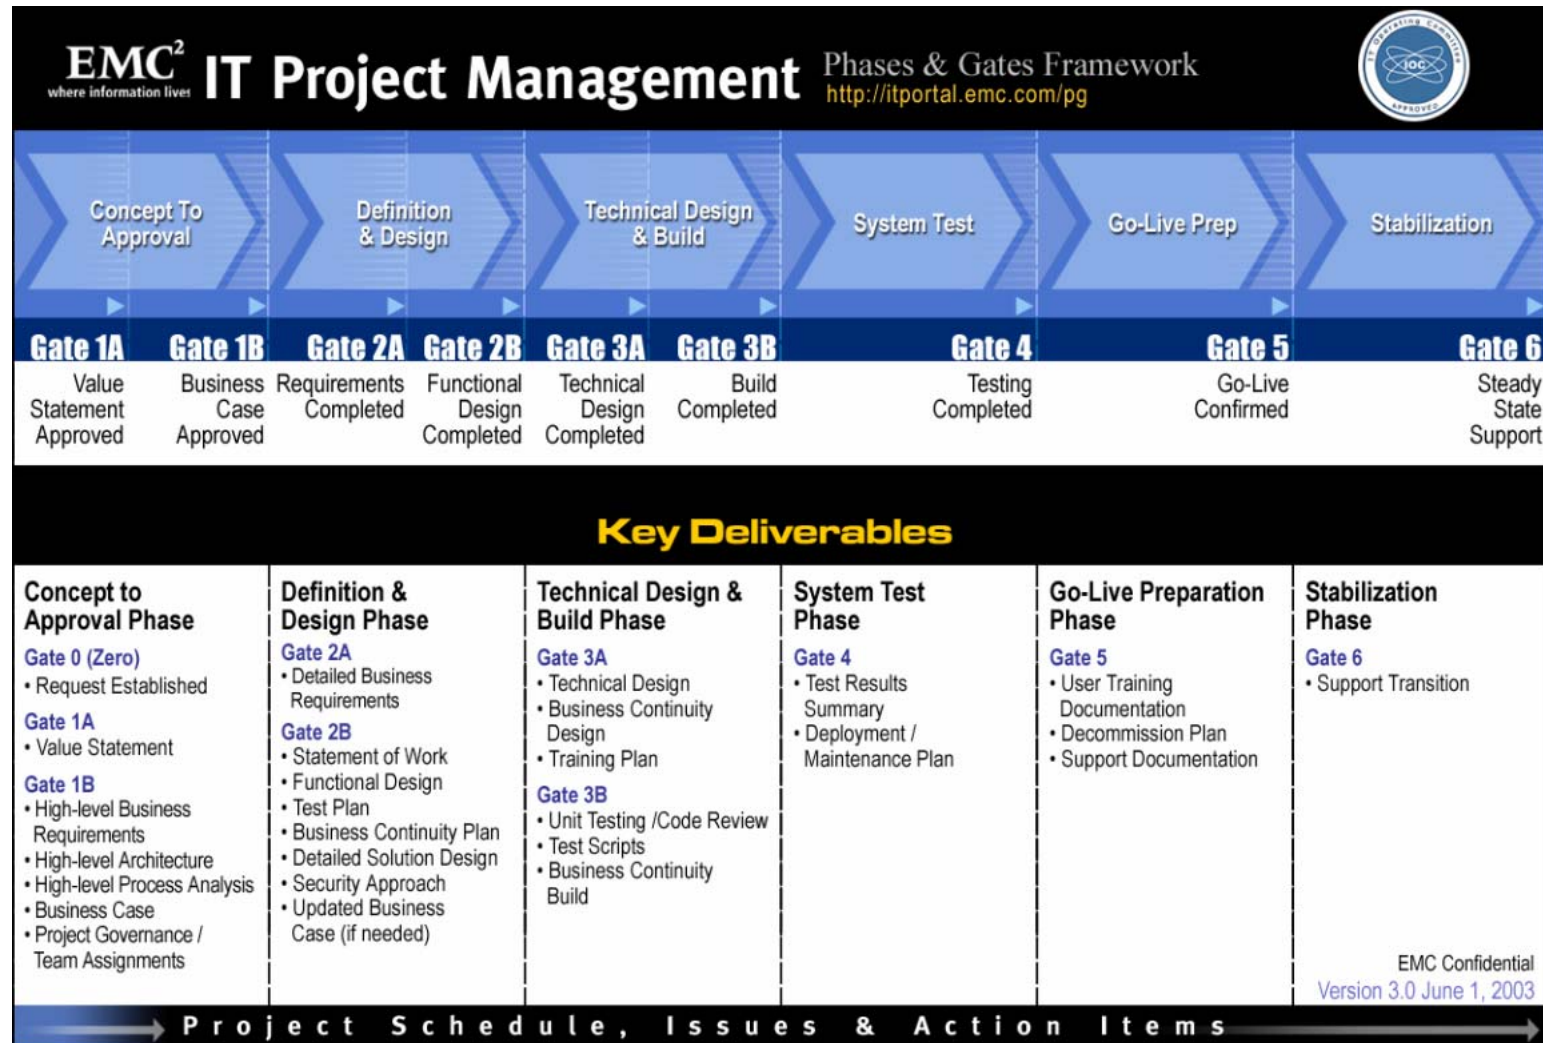 EMC²
where information lives
IT Project Management
Phases & Gates Framework
http://itportal.emc.com/pg
IT Operating Committee
IOC
APPROVED
Concept To
Approval
Definition
& Design
Technical Design
& Build
System Test
Go-Live Prep
Stabilization
Gate 1A
Value
Statement
Approved
Gate 1B
Business
Case
Approved
Gate 2A
Requirements
Completed
Gate 2B
Functional
Design
Completed
Gate 3A
Technical
Design
Completed
Gate 3B
Build
Completed
Gate 4
Testing
Completed
Gate 5
Go-Live
Confirmed
Gate 6
Steady
State
Support
Key Deliverables
Concept to
Approval Phase
Gate 0 (Zero)
• Request Established
Gate 1A
• Value Statement
Gate 1B
• High-level Business
Requirements
• High-level Architecture
• High-level Process Analysis
• Business Case
• Project Governance /
Team Assignments
Definition &
Design Phase
Gate 2A
• Detailed Business
Requirements
Gate 2B
• Statement of Work
• Functional Design
• Test Plan
• Business Continuity Plan
• Detailed Solution Design
• Security Approach
• Updated Business
Case (if needed)
Technical Design &
Build Phase
Gate 3A
• Technical Design
• Business Continuity
Design
• Training Plan
Gate 3B
• Unit Testing /Code Review
• Test Scripts
• Business Continuity
Build
System Test
Phase
Gate 4
• Test Results
Summary
• Deployment /
Maintenance Plan
Go-Live Preparation
Phase
Gate 5
• User Training
Documentation
• Decommission Plan
• Support Documentation
Stabilization
Phase
Gate 6
• Support Transition
EMC Confidential
Version 3.0 June 1, 2003
Project Schedule, Issues & Action Items